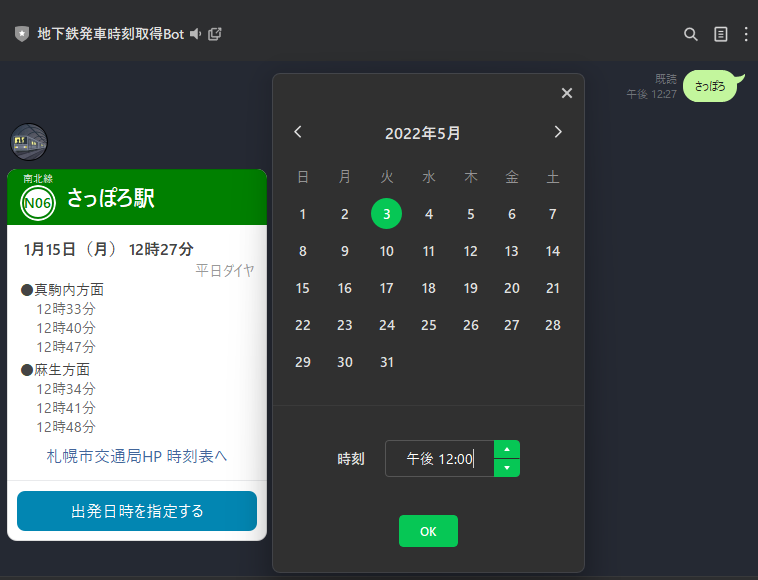 地下鉄発車時刻取得Bot
既読
午後 12:27
さっぽろ
南北線
N06
さっぽろ駅
1月15日（月） 12時27分
平日ダイヤ
●真駒内方面
12時33分
12時40分
12時47分
●麻生方面
12時34分
12時41分
12時48分
札幌市交通局HP 時刻表へ
出発日時を指定する
2022年5月
日 月 火 水 木 金 土
1 2 3 4 5 6 7
8 9 10 11 12 13 14
15 16 17 18 19 20 21
22 23 24 25 26 27 28
29 30 31
時刻 午後 12:00
OK